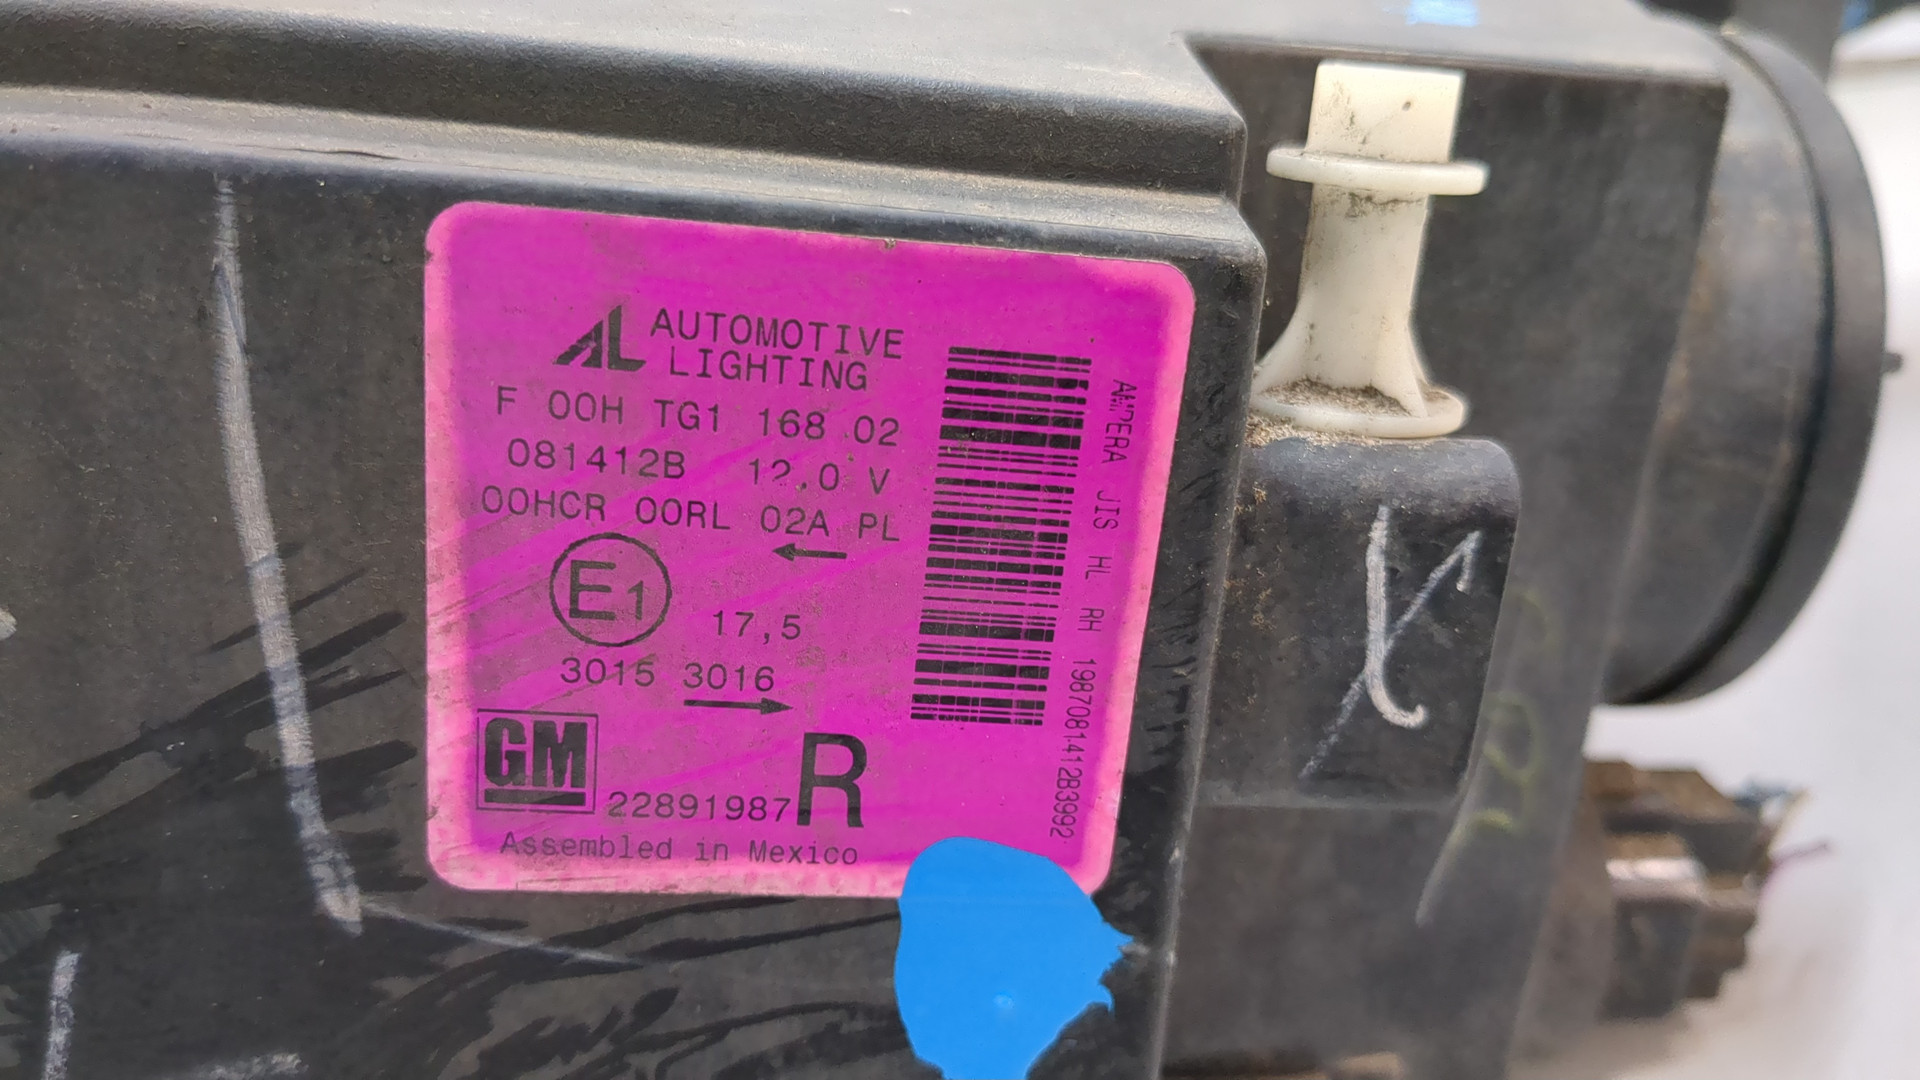 AL AUTOMOTIVE
LIGHTING
F 00H TG1 168 02
081412B 12.0 V
00HCR 00RL 02A PL
←
E1
17,5
3015 3016
→
GM
22891987 R
Assembled in Mexico
AMPERA JIS HL RH 1987081412B3992